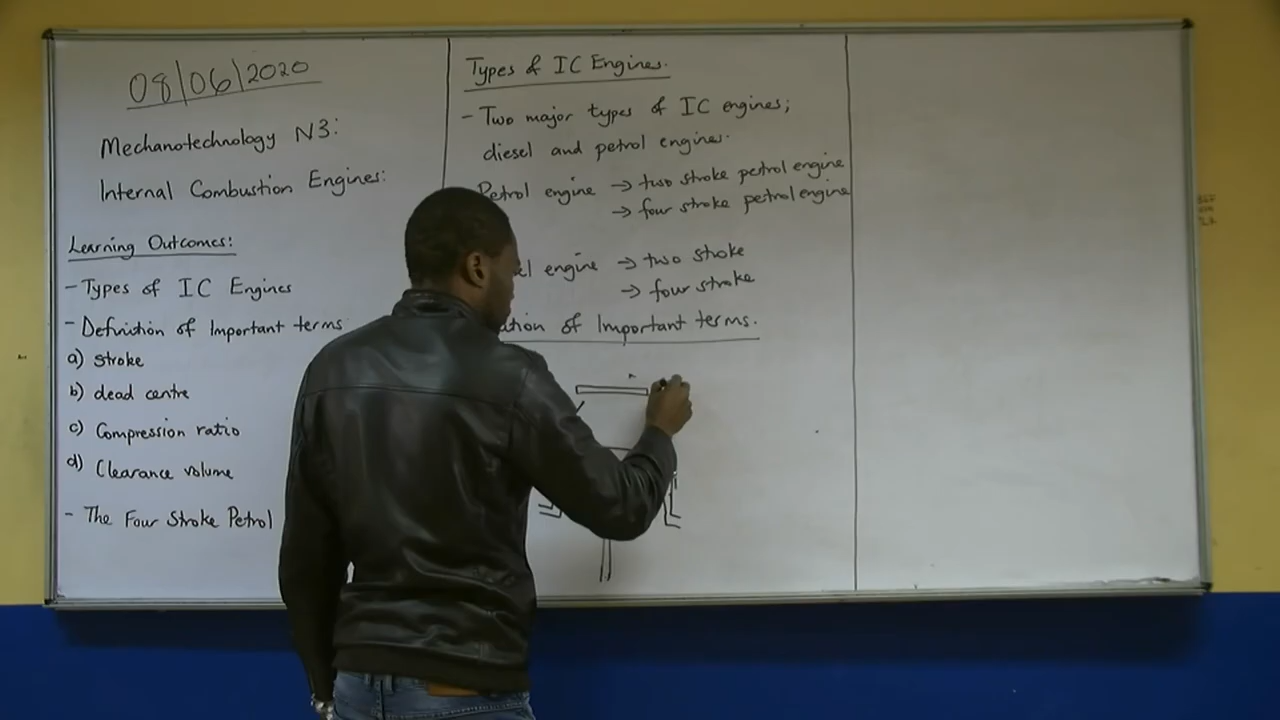 08/06/2020
Mechanotechnology N3:
Internal Combustion Engines:
Learning Outcomes:
- Types of IC Engines
- Definition of Important terms
a) stroke
b) dead centre
c) Compression ratio
d) Clearance volume
- The Four Stroke Petrol
Types of IC Engines.
- Two major types of IC engines;
diesel and petrol engines.
Petrol engine → two stroke petrol engine
→ four stroke petrol engine
engine → two stroke
→ four stroke
of Important terms.